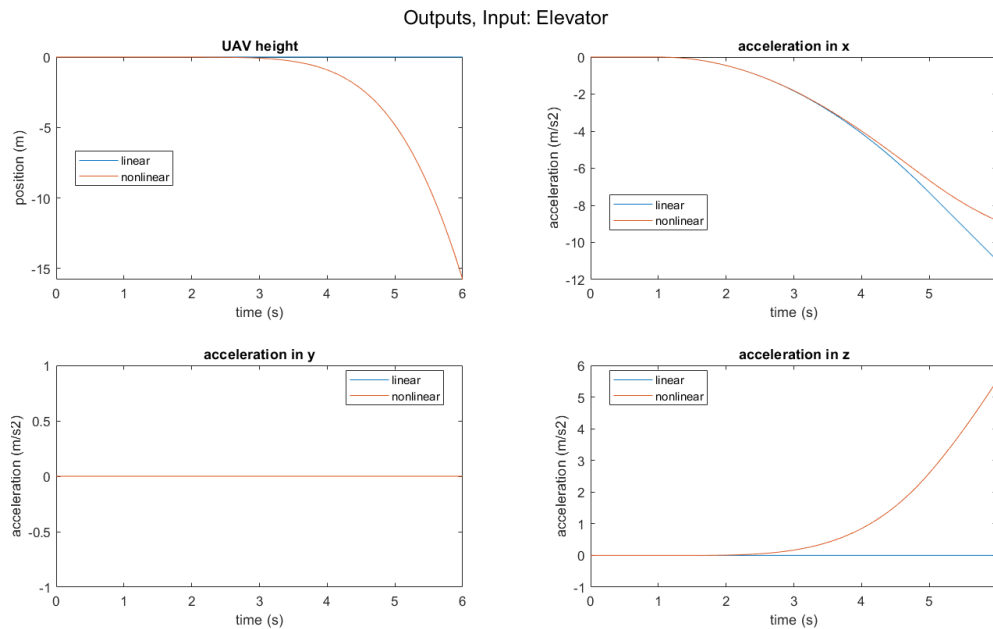 Outputs, Input: Elevator
UAV height
position (m)
0
-5
-10
-15
linear
nonlinear
0 1 2 3 4 5 6
time (s)
acceleration in x
acceleration (m/s2)
0
-2
-4
-6
-8
-10
-12
linear
nonlinear
0 1 2 3 4 5
time (s)
acceleration in y
acceleration (m/s2)
1
0.5
0
-0.5
-1
linear
nonlinear
0 1 2 3 4 5 6
time (s)
acceleration in z
acceleration (m/s2)
6
5
4
3
2
1
0
-1
linear
nonlinear
0 1 2 3 4 5
time (s)